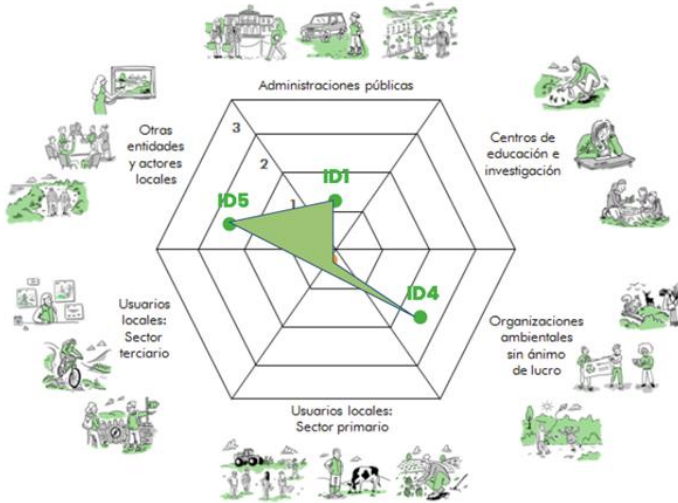 Administraciones públicas
3
Otras
entidades
y actores
locales
Centros de
educación e
investigación
2
ID1
1
ID5
ID4
Usuarios
locales:
Sector
terciario
Organizaciones
ambientales
sin ánimo
de lucro
Usuarios locales:
Sector primario